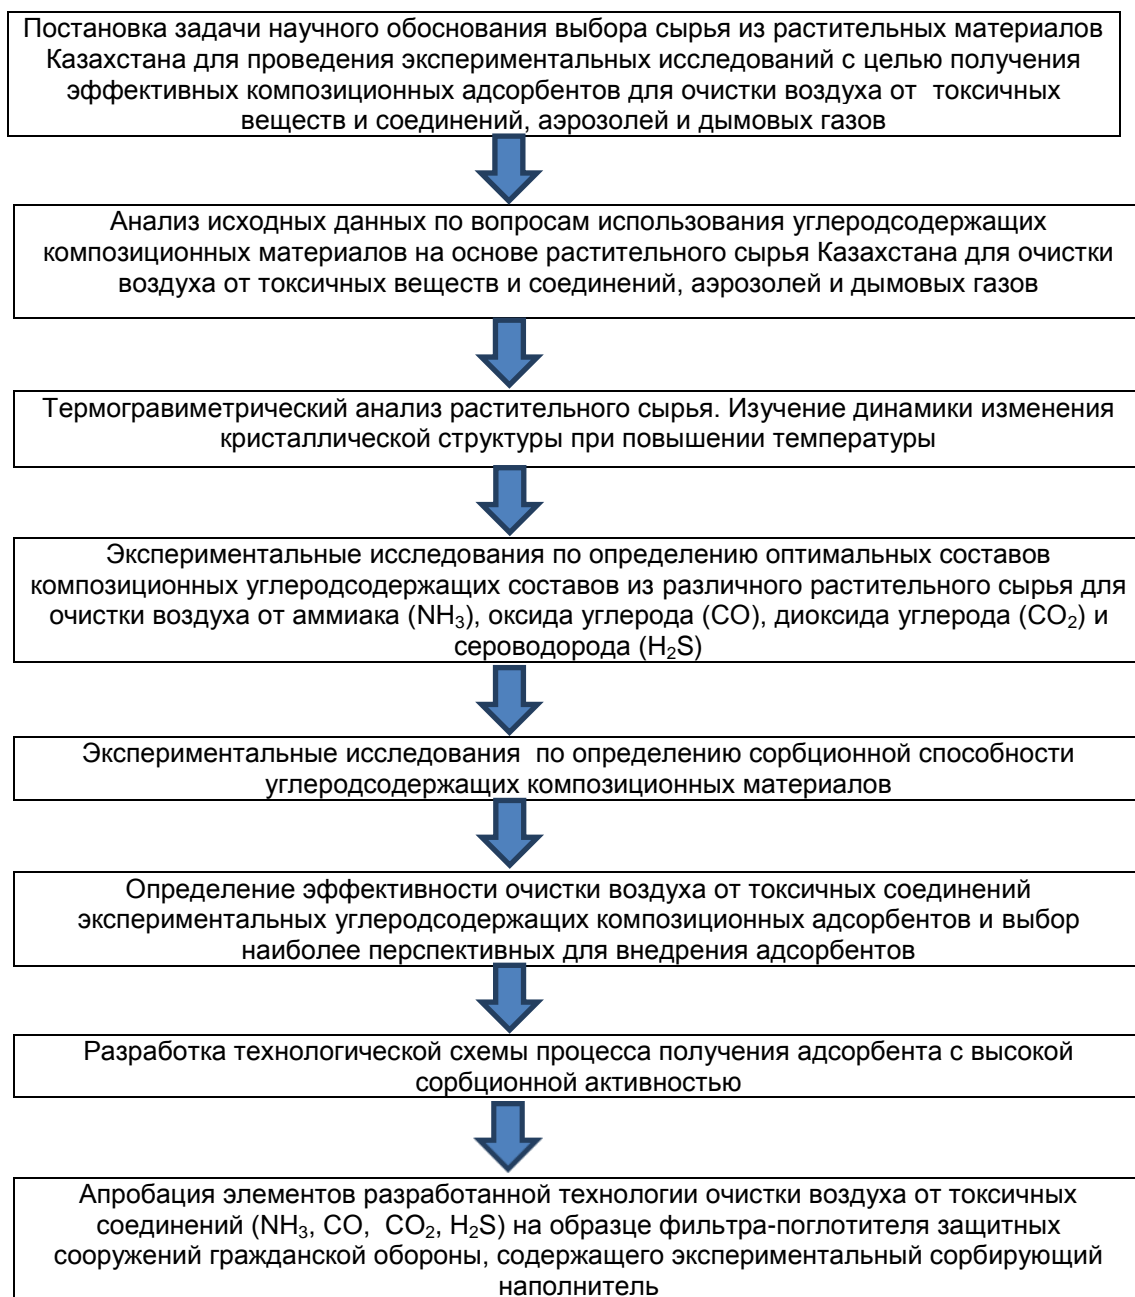 Постановка задачи научного обоснования выбора сырья из растительных материалов
Казахстана для проведения экспериментальных исследований с целью получения
эффективных композиционных адсорбентов для очистки воздуха от токсичных
веществ и соединений, аэрозолей и дымовых газов
Анализ исходных данных по вопросам использования углеродсодержащих
композиционных материалов на основе растительного сырья Казахстана для очистки
воздуха от токсичных веществ и соединений, аэрозолей и дымовых газов
Термогравиметрический анализ растительного сырья. Изучение динамики изменения
кристаллической структуры при повышении температуры
Экспериментальные исследования по определению оптимальных составов
композиционных углеродсодержащих составов из различного растительного сырья для
очистки воздуха от аммиака (NH₃), оксида углерода (CO), диоксида углерода (CO₂) и
сероводорода (H₂S)
Экспериментальные исследования по определению сорбционной способности
углеродсодержащих композиционных материалов
Определение эффективности очистки воздуха от токсичных соединений
экспериментальных углеродсодержащих композиционных адсорбентов и выбор
наиболее перспективных для внедрения адсорбентов
Разработка технологической схемы процесса получения адсорбента с высокой
сорбционной активностью
Апробация элементов разработанной технологии очистки воздуха от токсичных
соединений (NH₃, CO, CO₂, H₂S) на образце фильтра-поглотителя защитных
сооружений гражданской обороны, содержащего экспериментальный сорбирующий
наполнитель